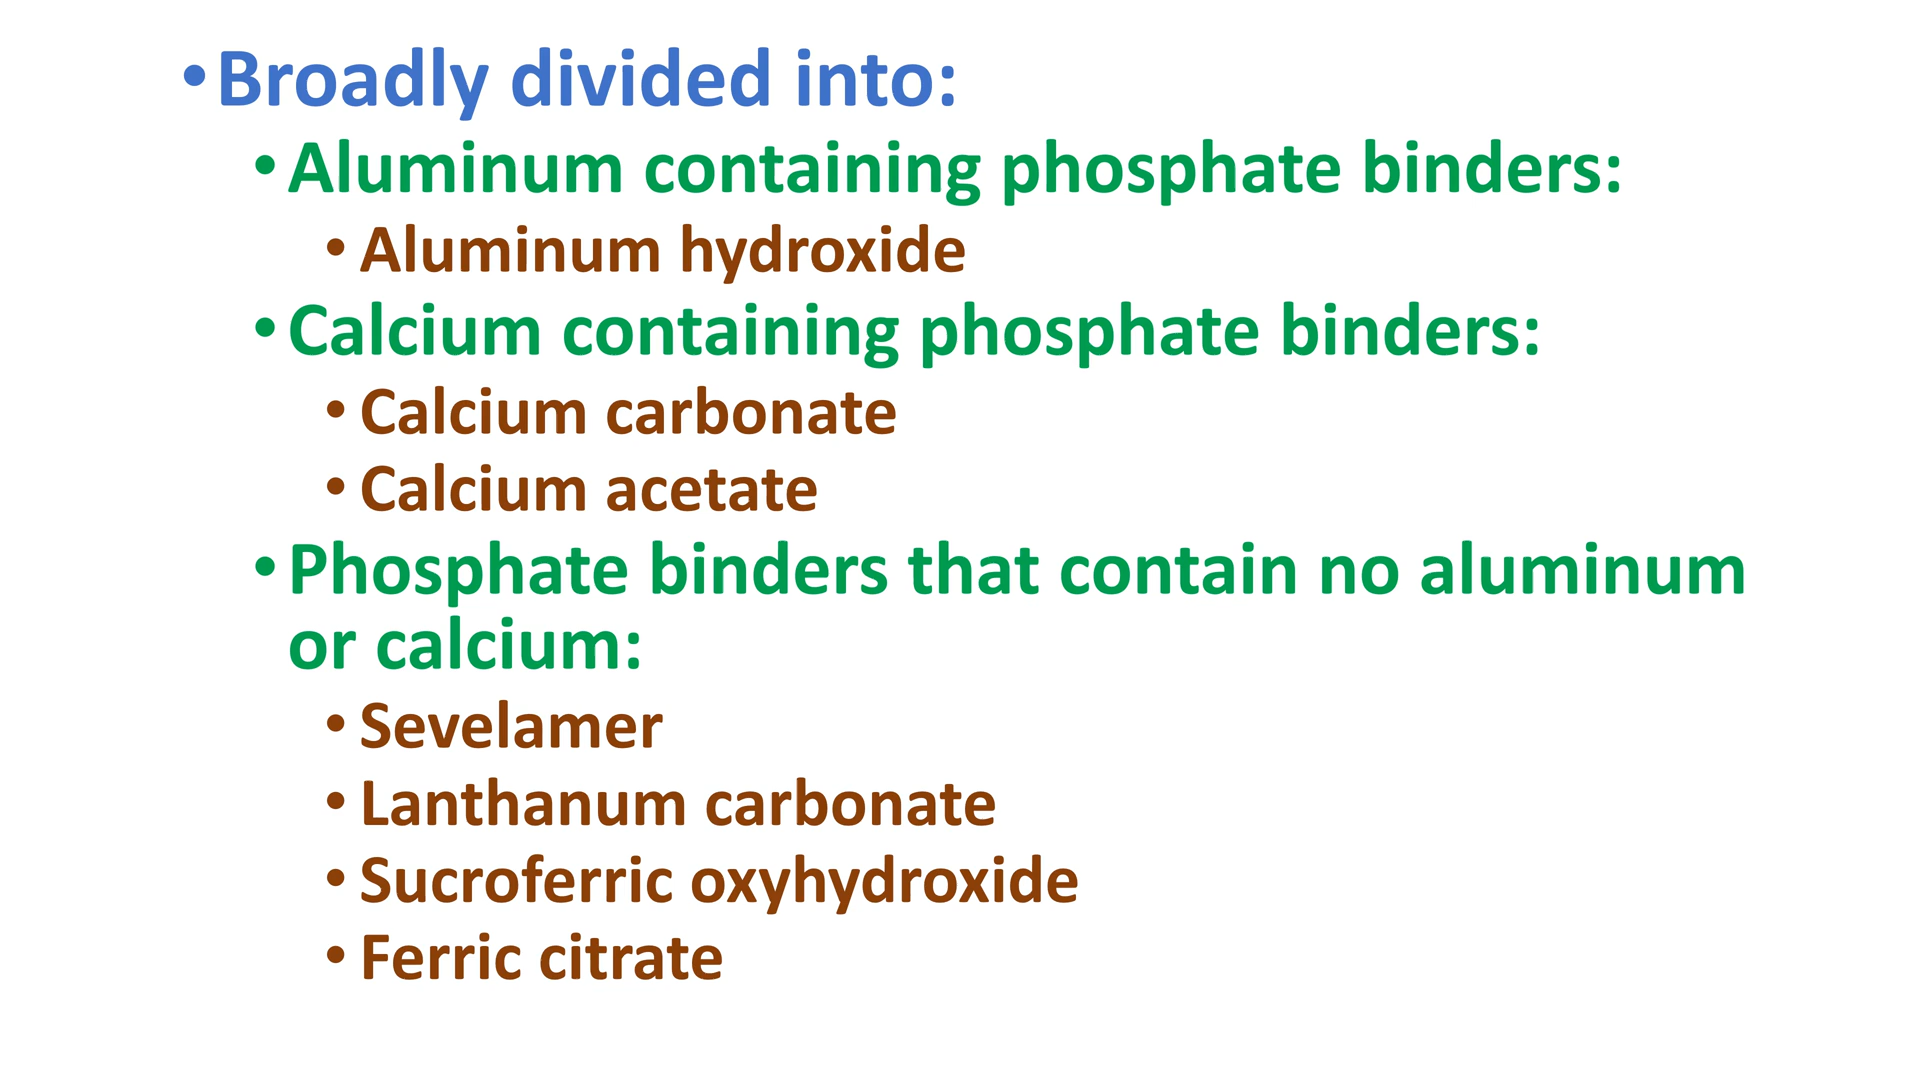 •Broadly divided into:
•Aluminum containing phosphate binders:
•Aluminum hydroxide
•Calcium containing phosphate binders:
•Calcium carbonate
•Calcium acetate
•Phosphate binders that contain no aluminum
or calcium:
•Sevelamer
•Lanthanum carbonate
•Sucroferric oxyhydroxide
•Ferric citrate